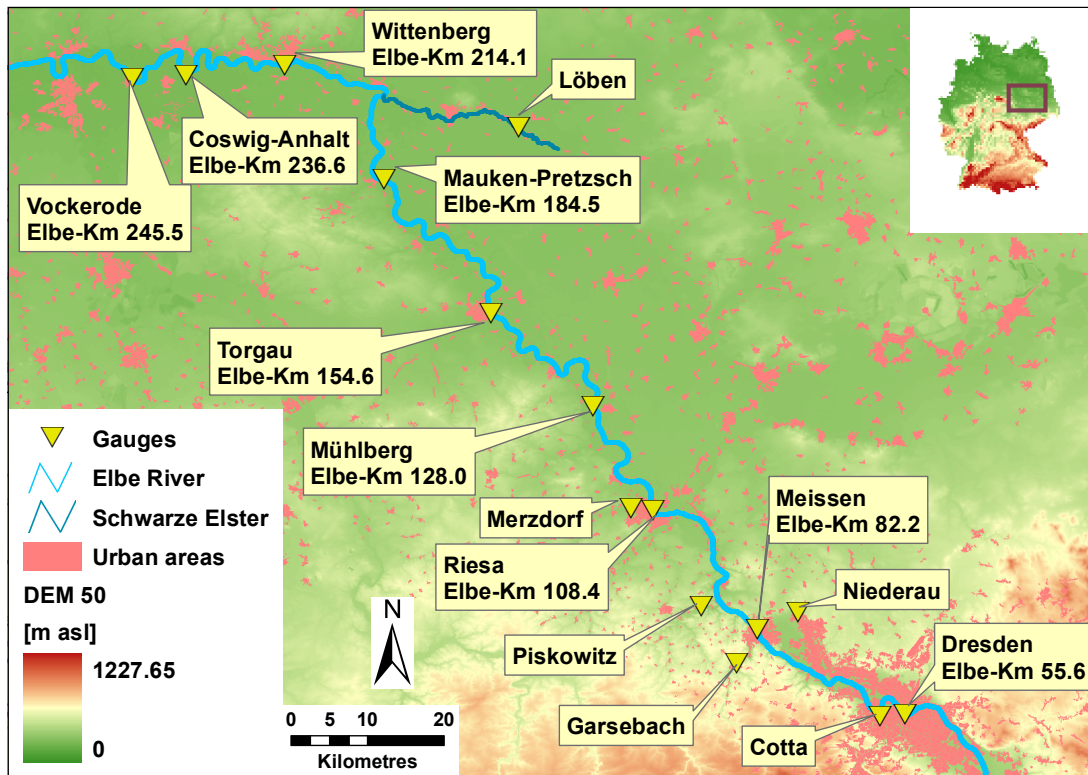 Wittenberg
Elbe-Km 214.1
Löben
Coswig-Anhalt
Elbe-Km 236.6
Mauken-Pretzsch
Elbe-Km 184.5
Vockerode
Elbe-Km 245.5
Torgau
Elbe-Km 154.6
Mühlberg
Elbe-Km 128.0
Merzdorf
Meissen
Elbe-Km 82.2
Riesa
Elbe-Km 108.4
Niederau
Piskowitz
Dresden
Elbe-Km 55.6
Garsebach
Cotta
Gauges
Elbe River
Schwarze Elster
Urban areas
DEM 50
[m asl]
1227.65
0
N
0 5 10 20
Kilometres